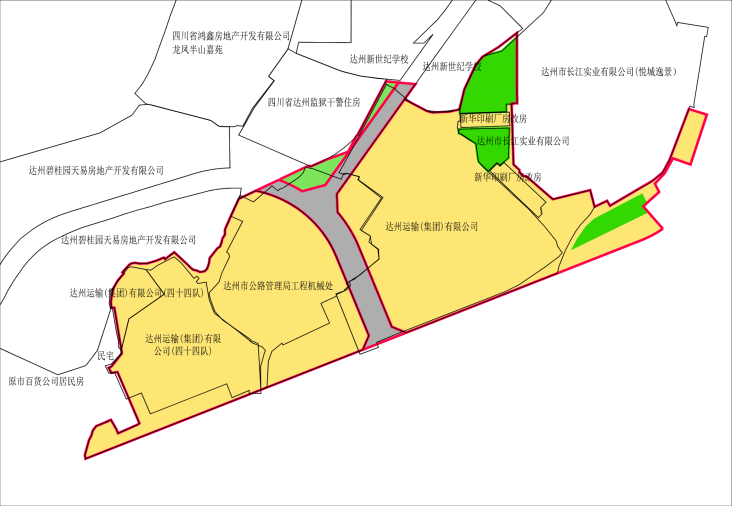 四川省鸿鑫房地产开发有限公司
龙凤半山嘉苑
达州新世纪学校
达州新世纪学校
达州市长江实业有限公司(悦城逸景)
四川省达州监狱干警住房
新华印刷厂房改房
达州市长江实业有限公司
达州碧桂园天易房地产开发有限公司
新华印刷厂房改房
达州运输(集团)有限公司
达州碧桂园天易房地产开发有限公司
达州市公路管理局工程机械处
达州运输(集团)有限公司(四十四队)
达州运输(集团)有限
公司(四十四队)
民宅
原市百货公司居民房